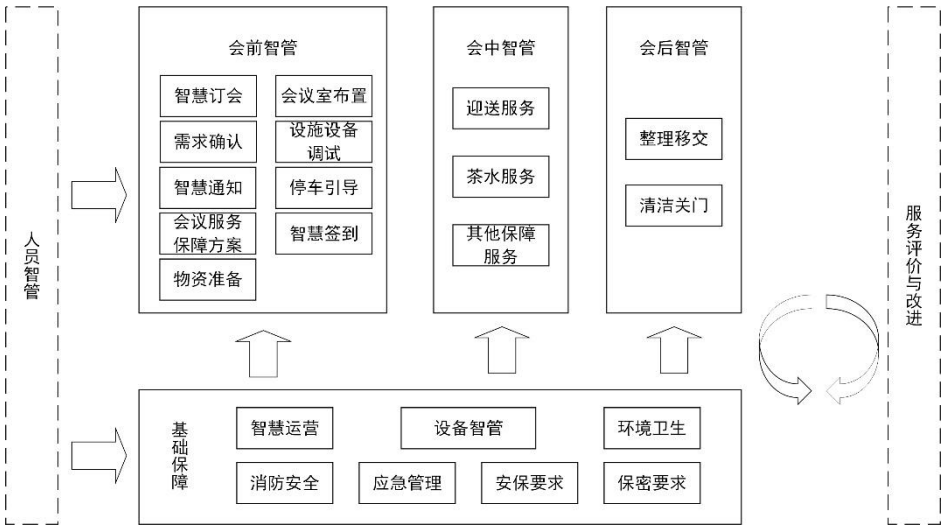 人员智管
会前智管
智慧订会
需求确认
智慧通知
会议服务
保障方案
物资准备
会议室布置
设施设备
调试
停车引导
智慧签到
会中智管
迎送服务
茶水服务
其他保障
服务
会后智管
整理移交
清洁关门
基础保障
智慧运营
设备智管
环境卫生
消防安全
应急管理
安保要求
保密要求
服务评价与改进